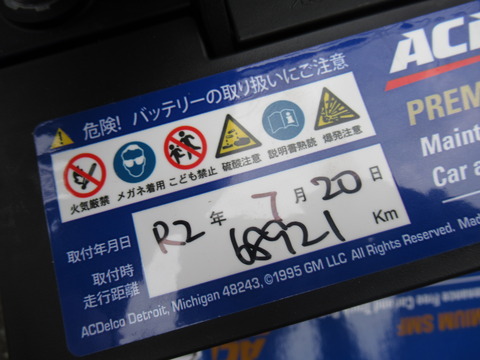 危険! バッテリーの取り扱いにご注意
火気厳禁 メガネ着用 こども禁止 硫酸注意 説明書熟読 爆発注意
取付年月日 R2 年 7 月 20 日
取付時
走行距離 68921 Km
ACDelco Detroit, Michigan 48243, ©1995 GM LLC All Rights Reserved. Made
PREM
Maint
Car a